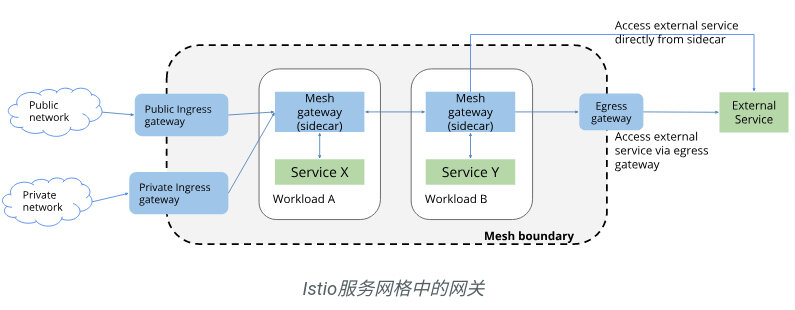 Access external service
directly from sidecar
Public
network
Public Ingress
gateway
Mesh
gateway
(sidecar)
Mesh
gateway
(sidecar)
Egress
gateway
External
Service
Access external
service via egress
gateway
Service X
Service Y
Private
network
Private Ingress
gateway
Workload A
Workload B
Mesh boundary
Istio服务网格中的网关